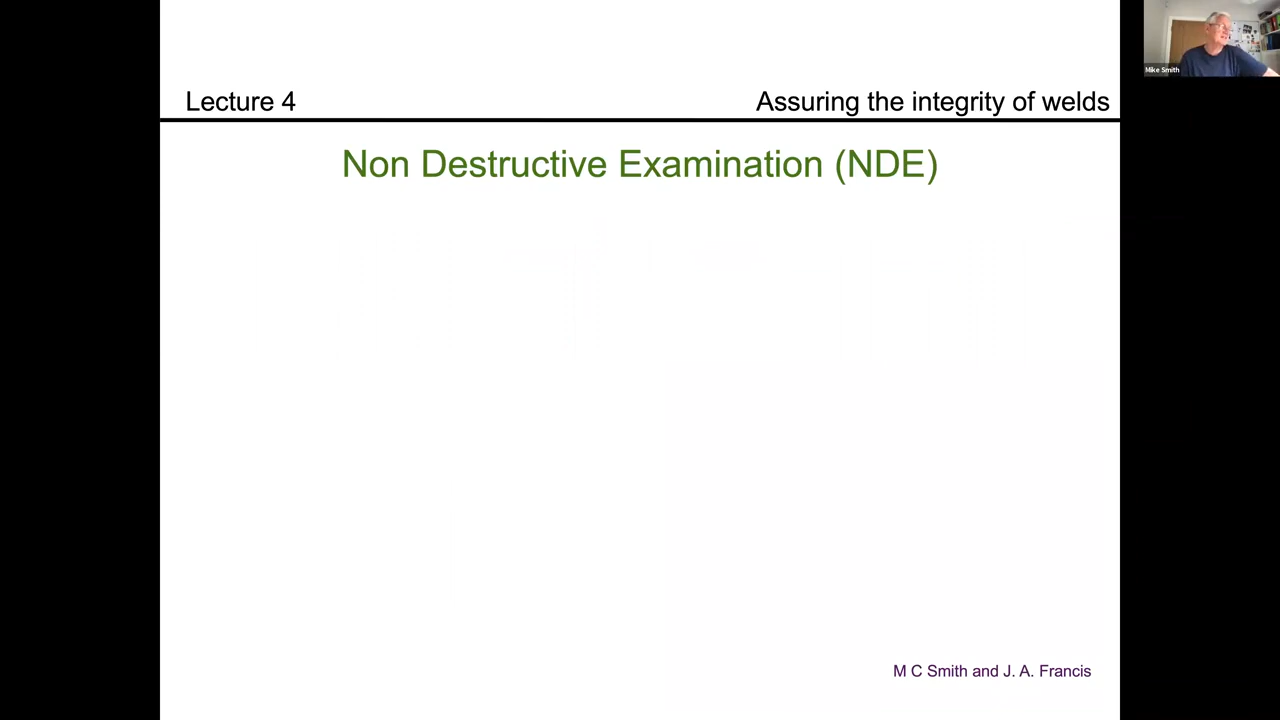 Lecture 4
Assuring the integrity of welds
Non Destructive Examination (NDE)
M C Smith and J. A. Francis
Mike Smith